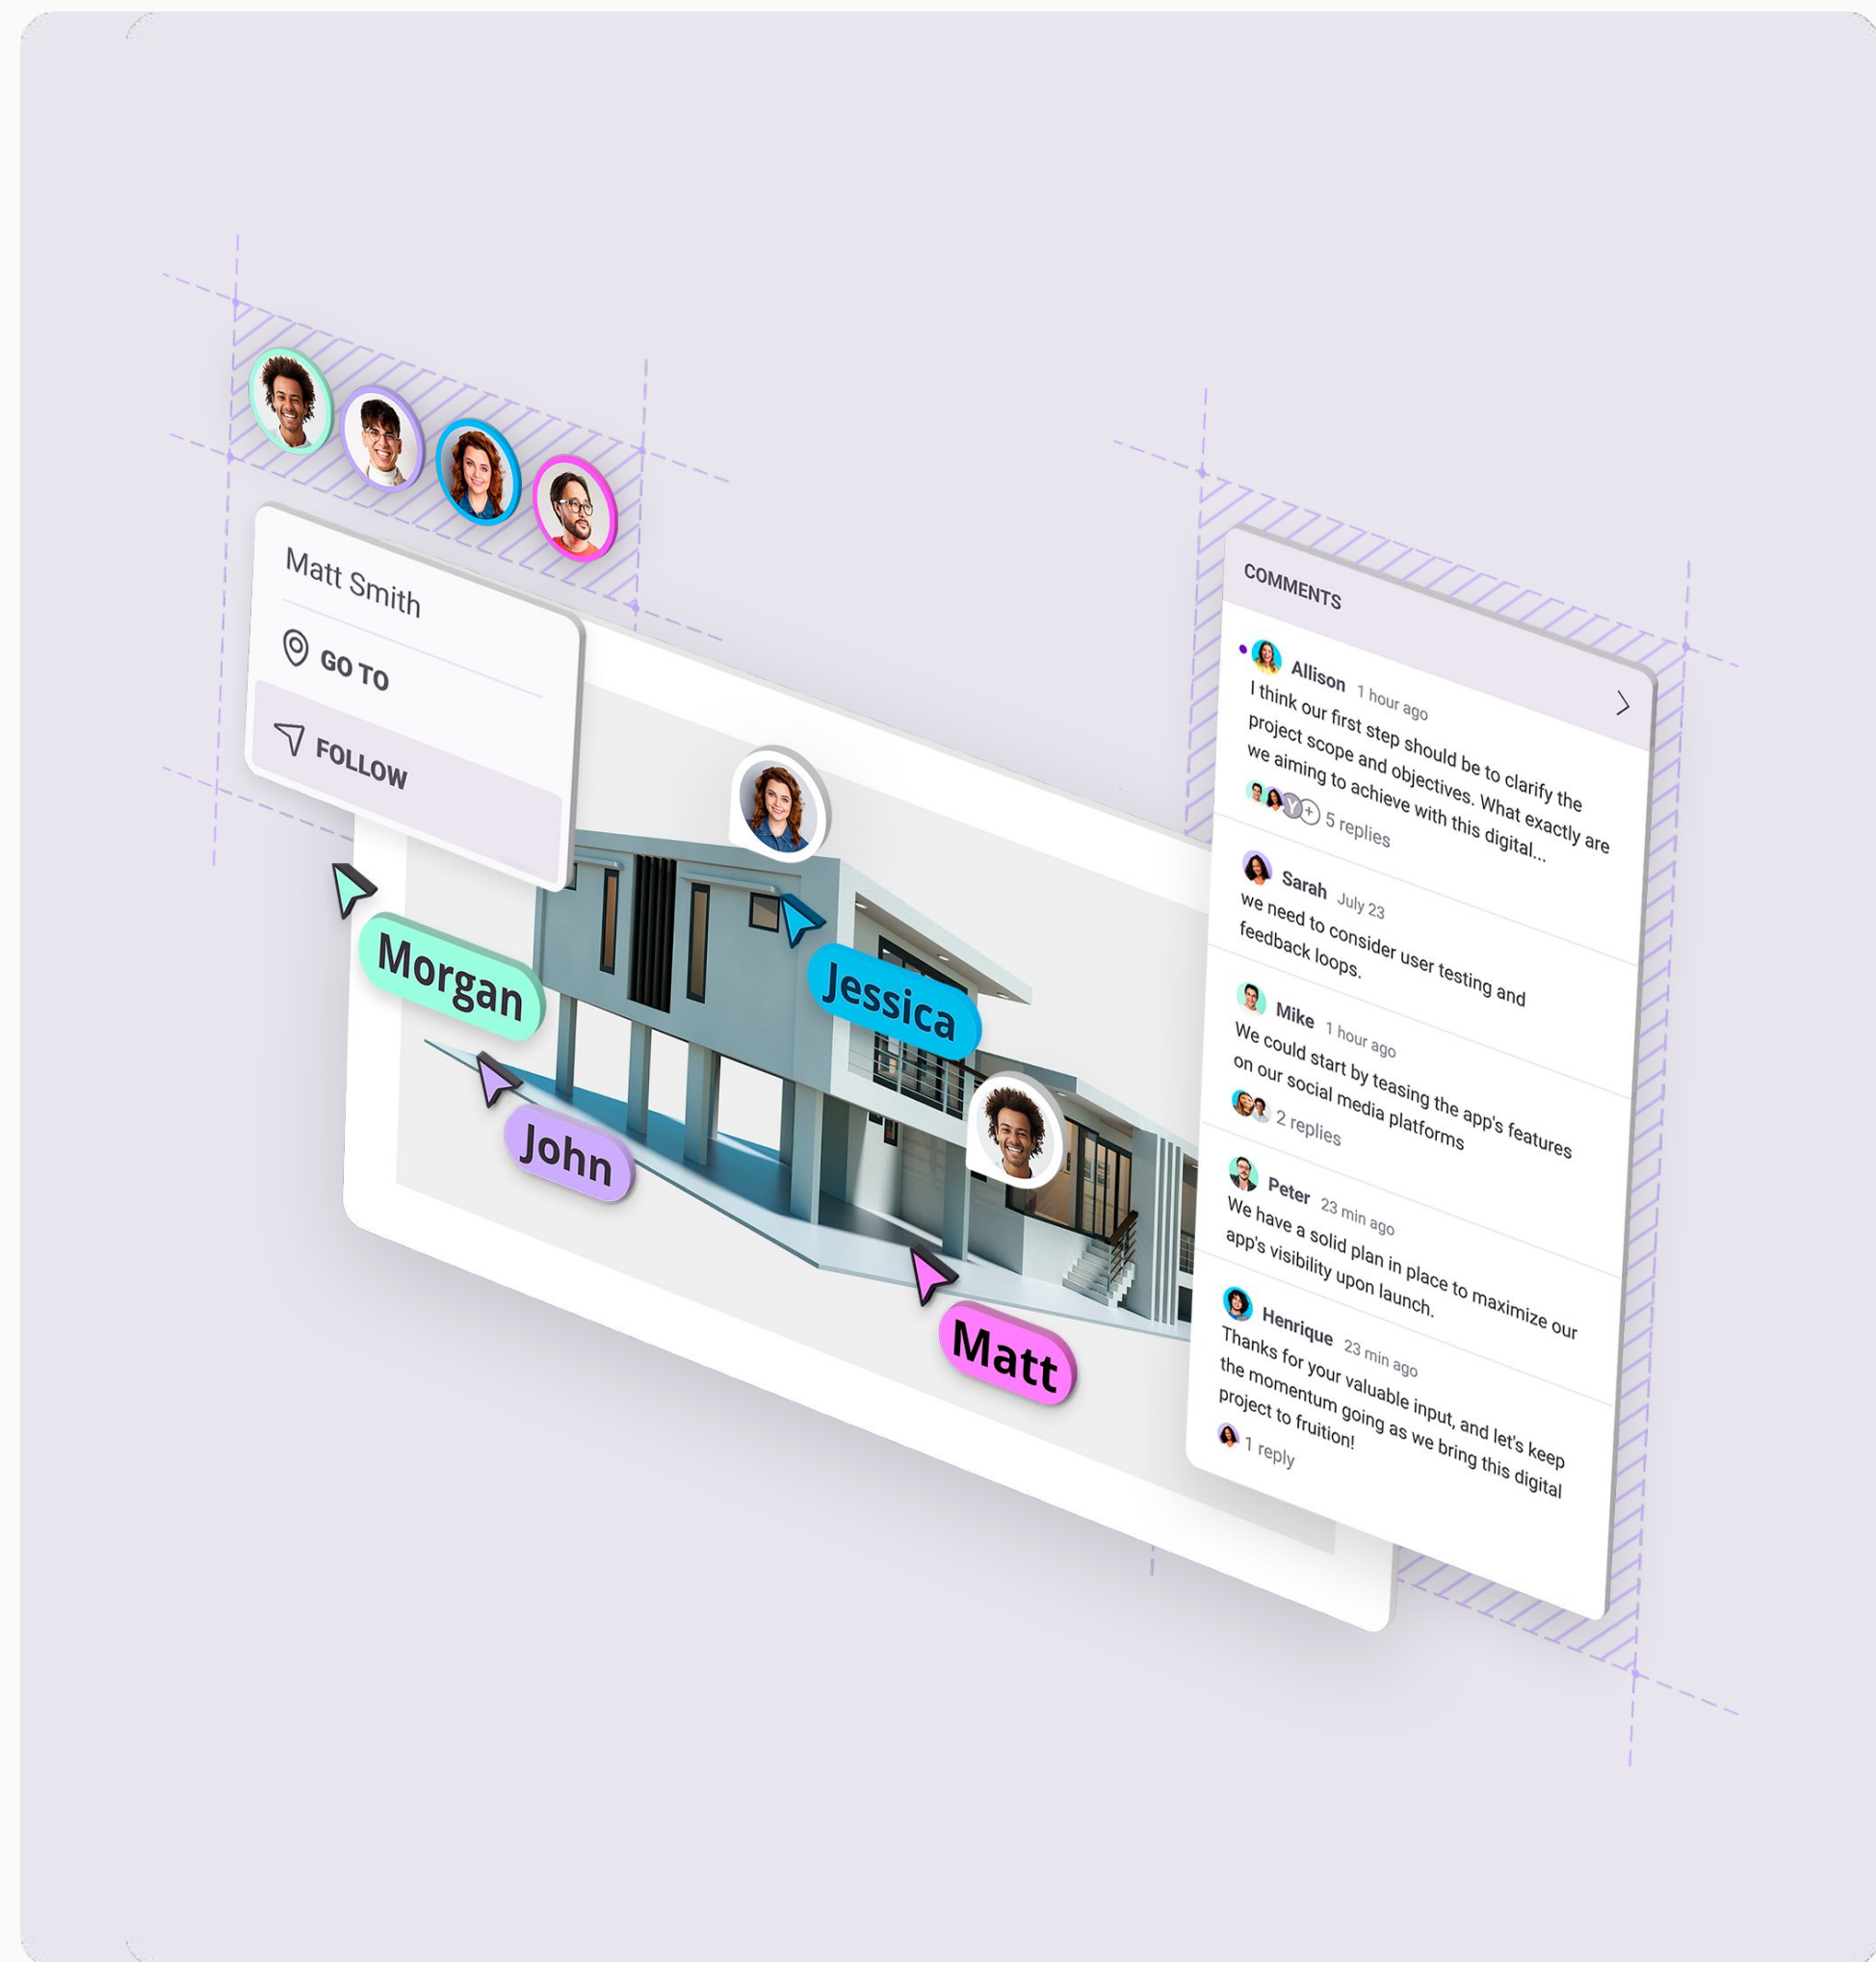 Matt Smith
GO TO
FOLLOW
Morgan
John
Jessica
Matt
COMMENTS
Allison 1 hour ago
I think our first step should be to clarify the
project scope and objectives. What exactly are
we aiming to achieve with this digital...
Y +
5 replies
Sarah July 23
we need to consider user testing and
feedback loops.
Mike 1 hour ago
We could start by teasing the app's features
on our social media platforms
2 replies
Peter 23 min ago
We have a solid plan in place to maximize our
app's visibility upon launch.
Henrique 23 min ago
Thanks for your valuable input, and let's keep
the momentum going as we bring this digital
project to fruition!
1 reply